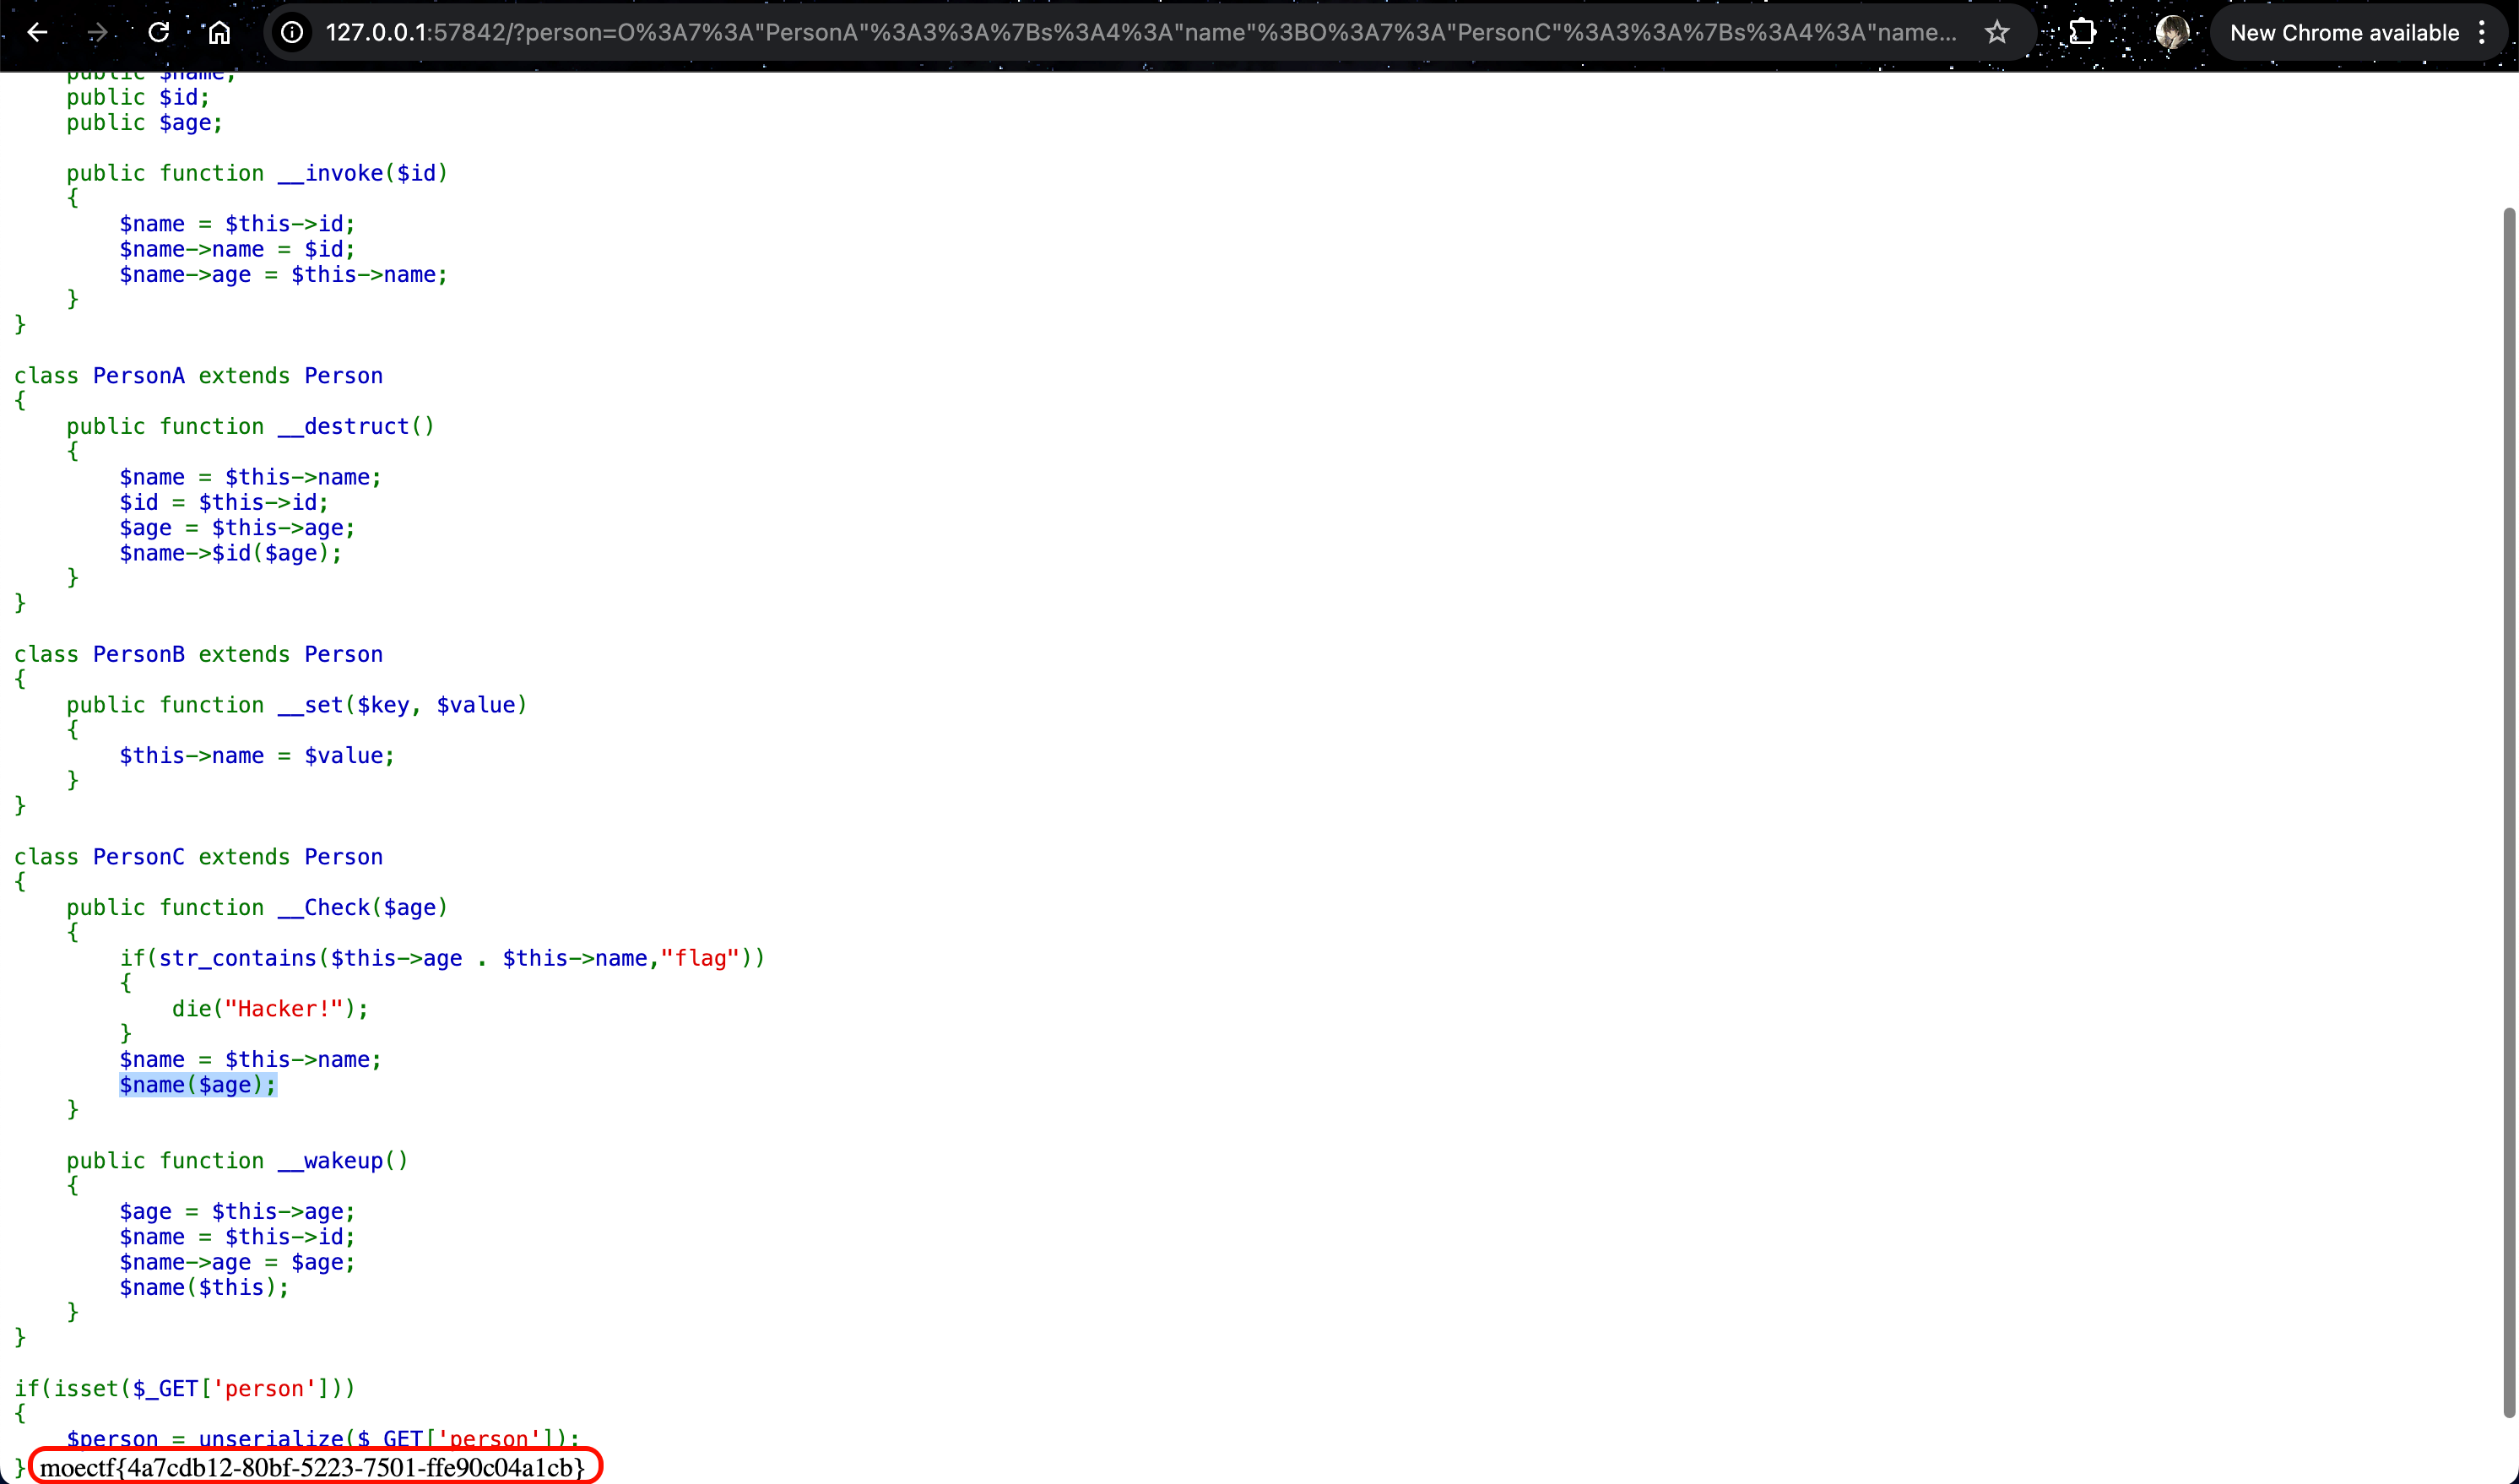 127.0.0.1:57842/?person=O%3A7%3A"PersonA"%3A3%3A%7Bs%3A4%3A"name"%3BO%3A7%3A"PersonC"%3A3%3A%7Bs%3A4%3A"name...
New Chrome available
public $name;
public $id;
public $age;
public function __invoke($id)
{
$name = $this->id;
$name->name = $id;
$name->age = $this->name;
}
}
class PersonA extends Person
{
public function __destruct()
{
$name = $this->name;
$id = $this->id;
$age = $this->age;
$name->$id($age);
}
}
class PersonB extends Person
{
public function __set($key, $value)
{
$this->name = $value;
}
}
class PersonC extends Person
{
public function __Check($age)
{
if(str_contains($this->age . $this->name,"flag"))
{
die("Hacker!");
}
$name = $this->name;
$name($age);
}
public function __wakeup()
{
$age = $this->age;
$name = $this->id;
$name->age = $age;
$name($this);
}
}
if(isset($_GET['person']))
{
$person = unserialize($_GET['person']);
} moectf{4a7cdb12-80bf-5223-7501-ffe90c04a1cb}